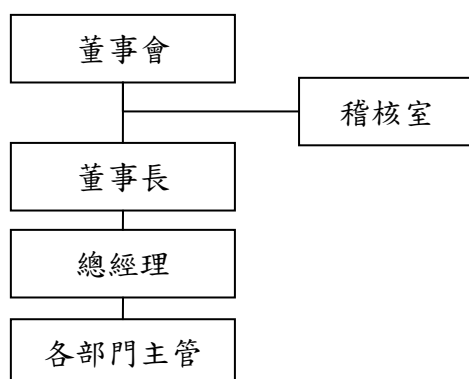 董事會
稽核室
董事長
總經理
各部門主管